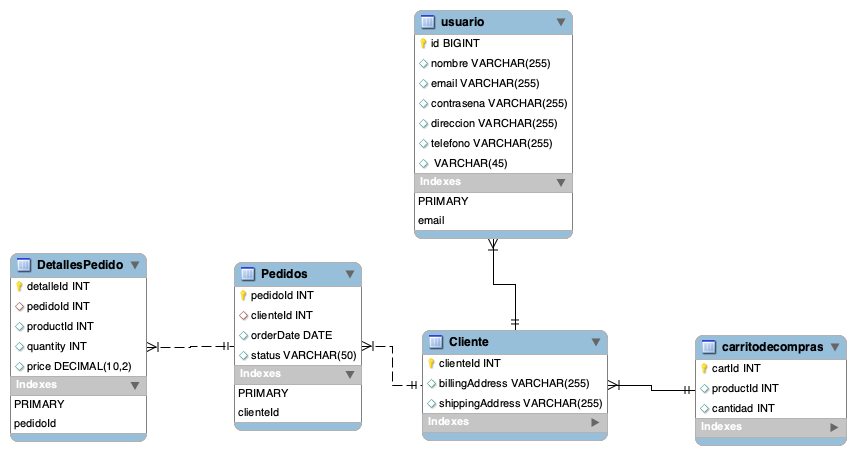 usuario
id BIGINT
nombre VARCHAR(255)
email VARCHAR(255)
contrasena VARCHAR(255)
direccion VARCHAR(255)
telefono VARCHAR(255)
VARCHAR(45)
Indexes
PRIMARY
email
DetallesPedido
detalleId INT
pedidoId INT
productId INT
quantity INT
price DECIMAL(10,2)
Indexes
PRIMARY
pedidoId
Pedidos
pedidoId INT
clienteId INT
orderDate DATE
status VARCHAR(50)
Indexes
PRIMARY
clienteId
Cliente
clienteId INT
billingAddress VARCHAR(255)
shippingAddress VARCHAR(255)
Indexes
carritodecompras
cartId INT
productId INT
cantidad INT
Indexes